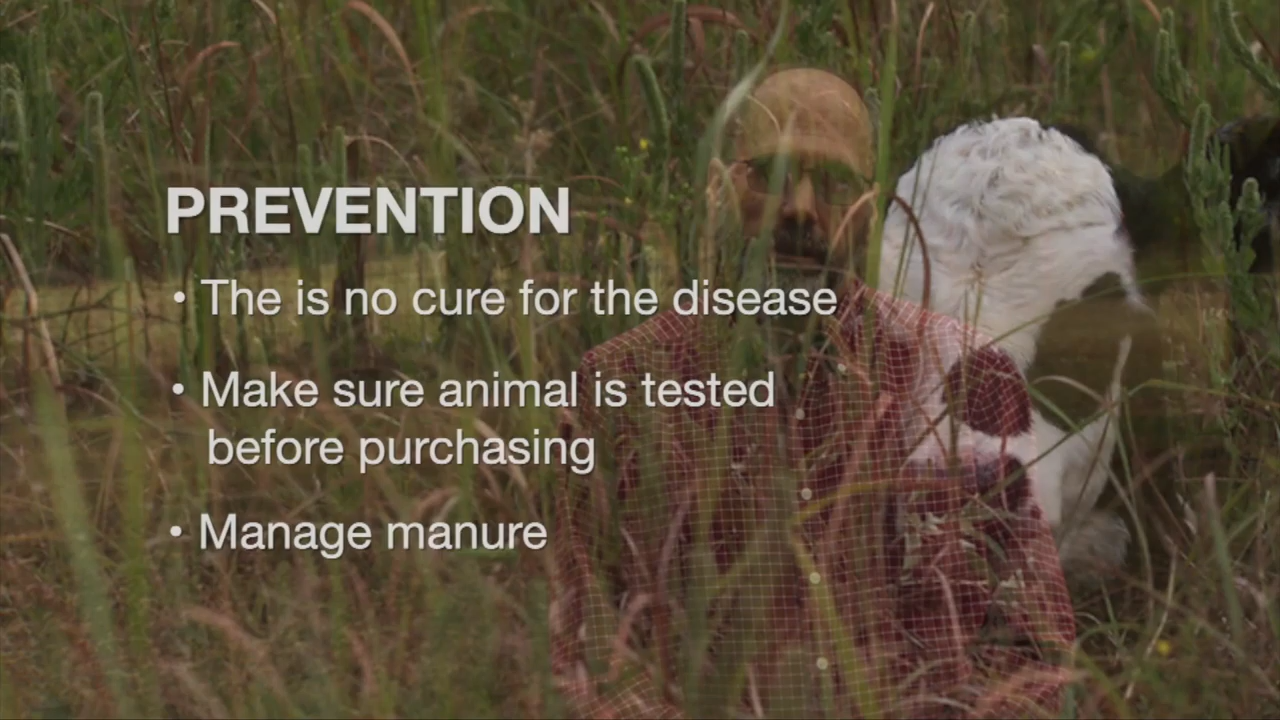 PREVENTION
• The is no cure for the disease
• Make sure animal is tested
before purchasing
• Manage manure